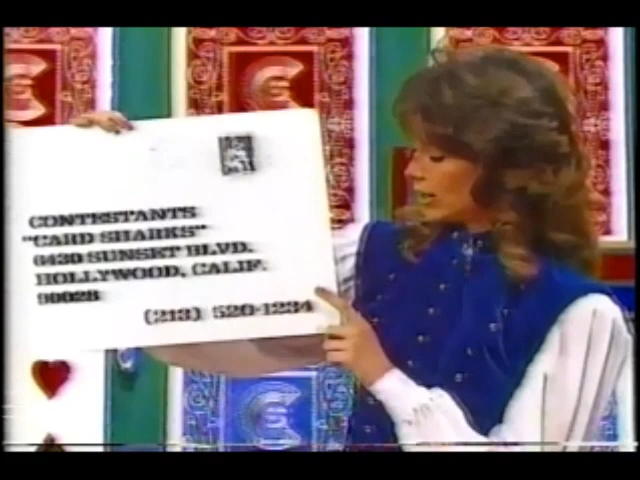 CONTESTANTS
"CARD SHARKS"
6430 SUNSET BLVD.
HOLLYWOOD, CALIF.
90028
(213) 520-1234